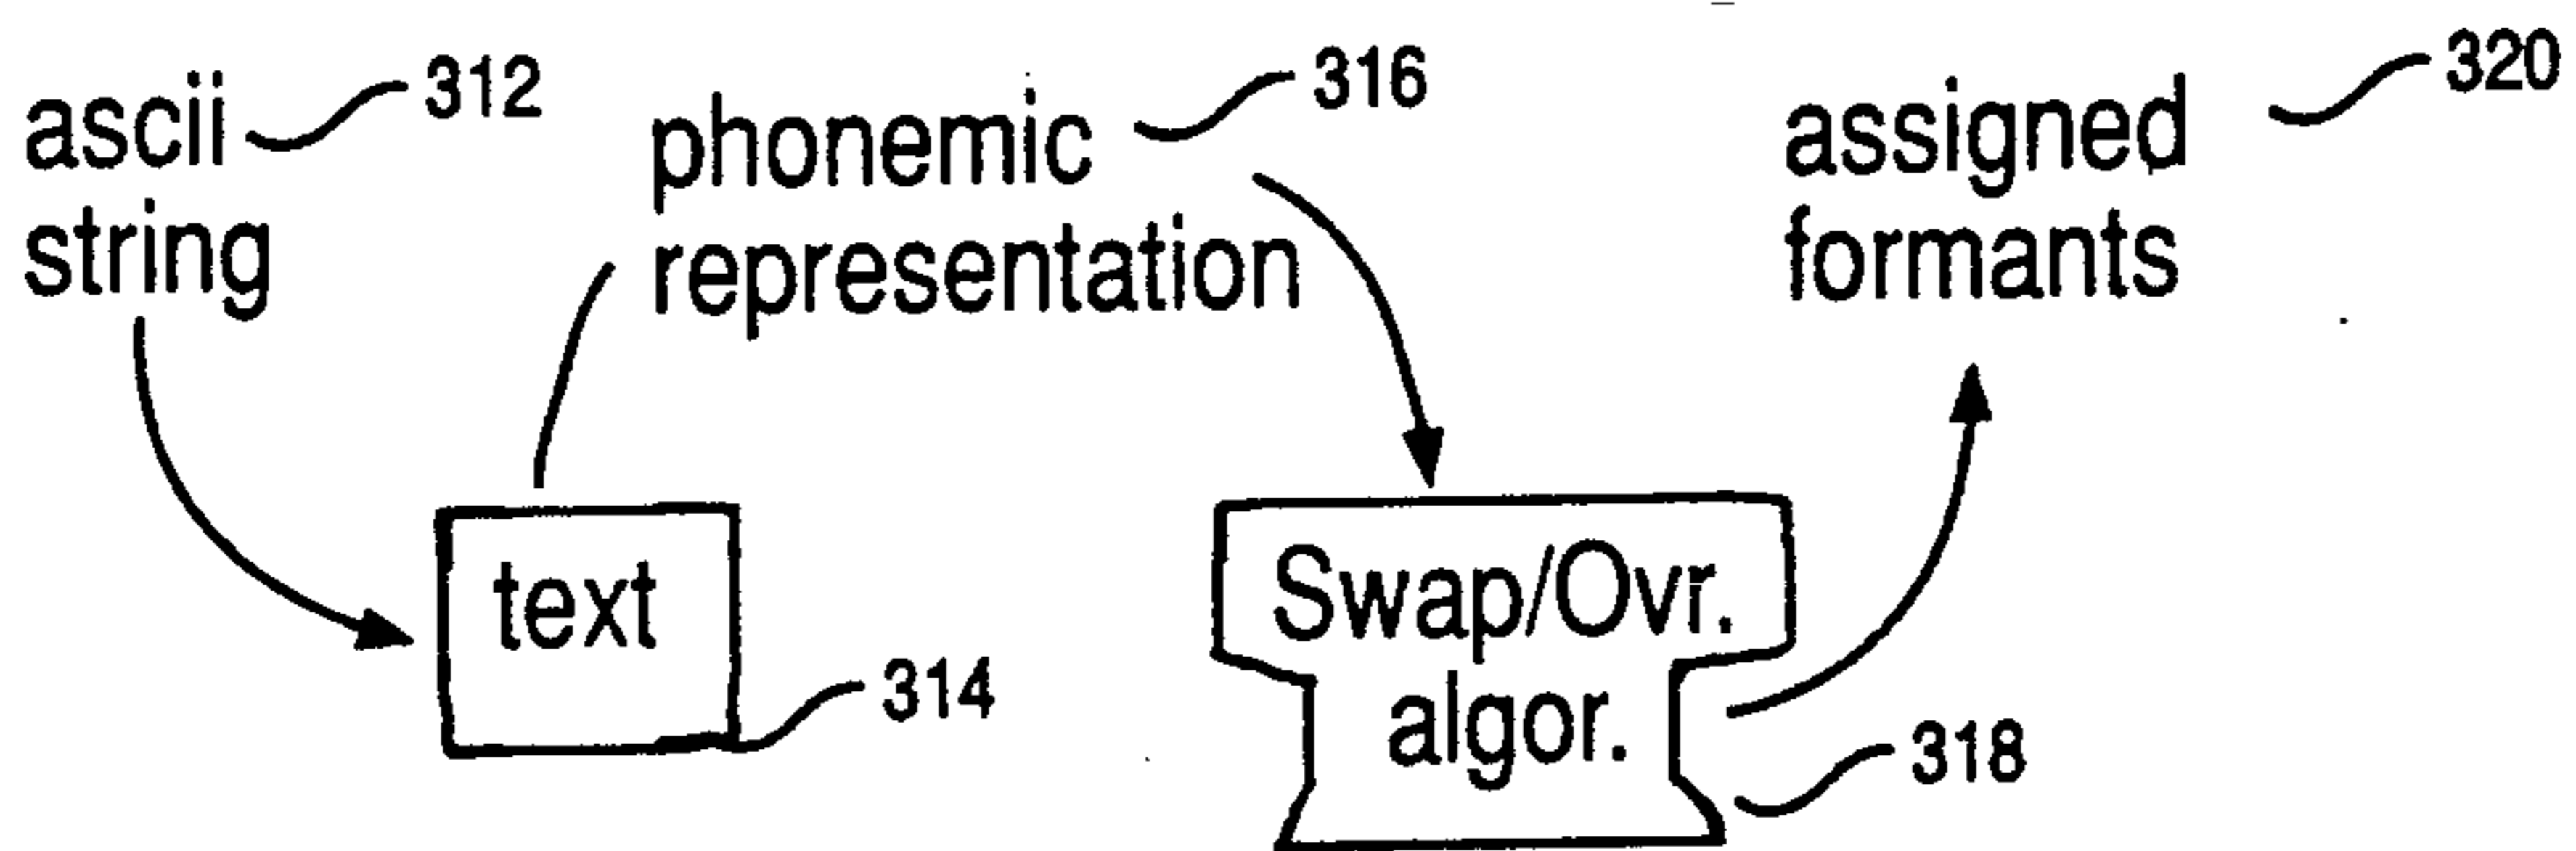 ascii 312
string
phonemic 316
representation
assigned 320
formants
text
314
Swap/Ovr.
algor.
318